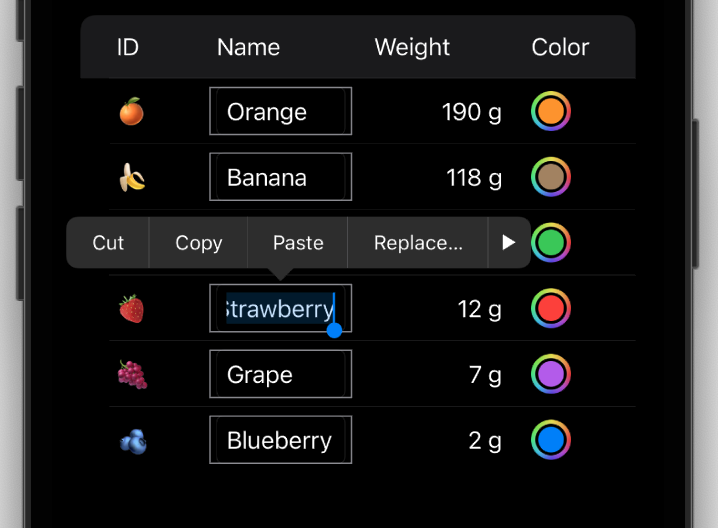 ID Name Weight Color
Orange 190 g
Banana 118 g
Cut Copy Paste Replace...
Strawberry 12 g
Grape 7 g
Blueberry 2 g